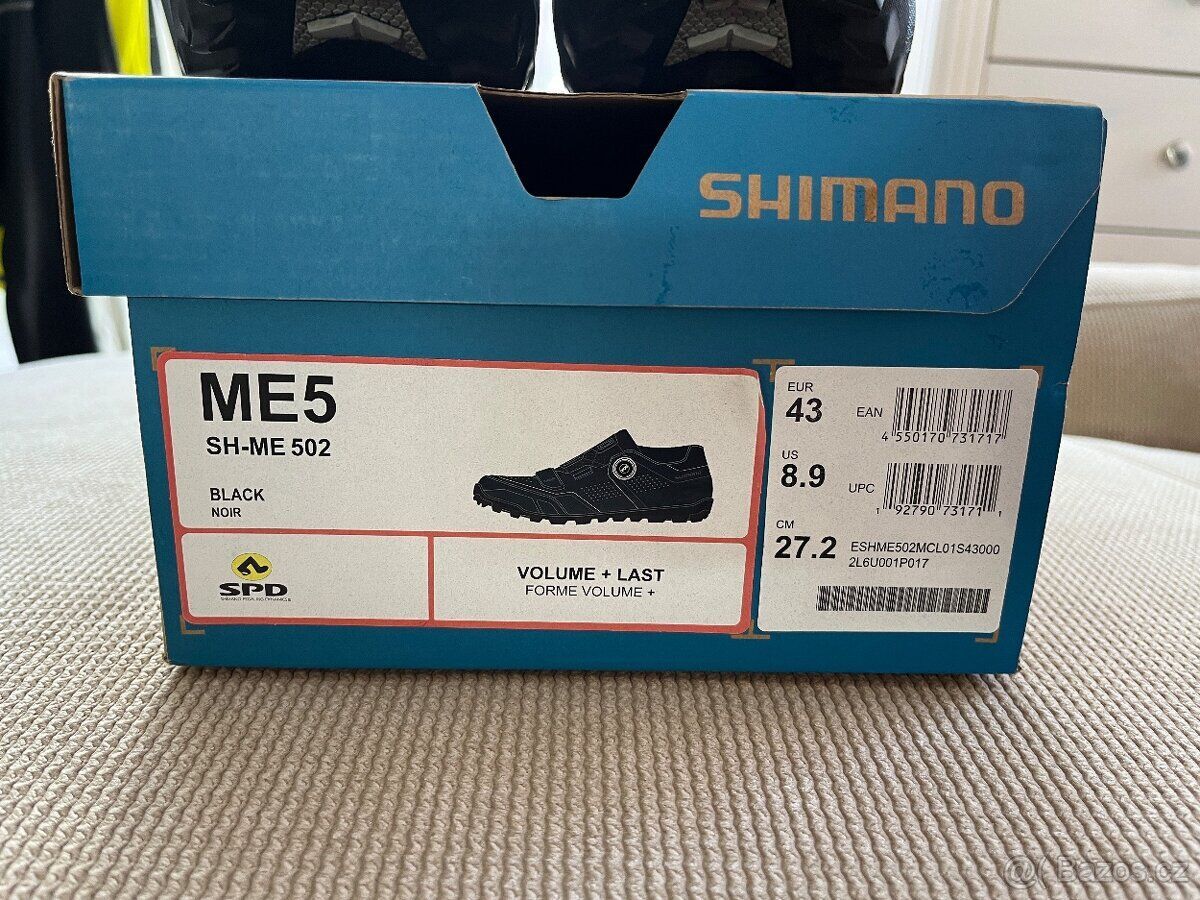 SHIMANO
ME5
SH-ME 502
BLACK
NOIR
SPD
VOLUME + LAST
FORME VOLUME +
EUR
43
EAN
4 550170 731717
US
8.9
UPC
1 92790 73171 1
CM
27.2
ESHME502MCL01S43000
2L6U001P017
@ Bazos.cz